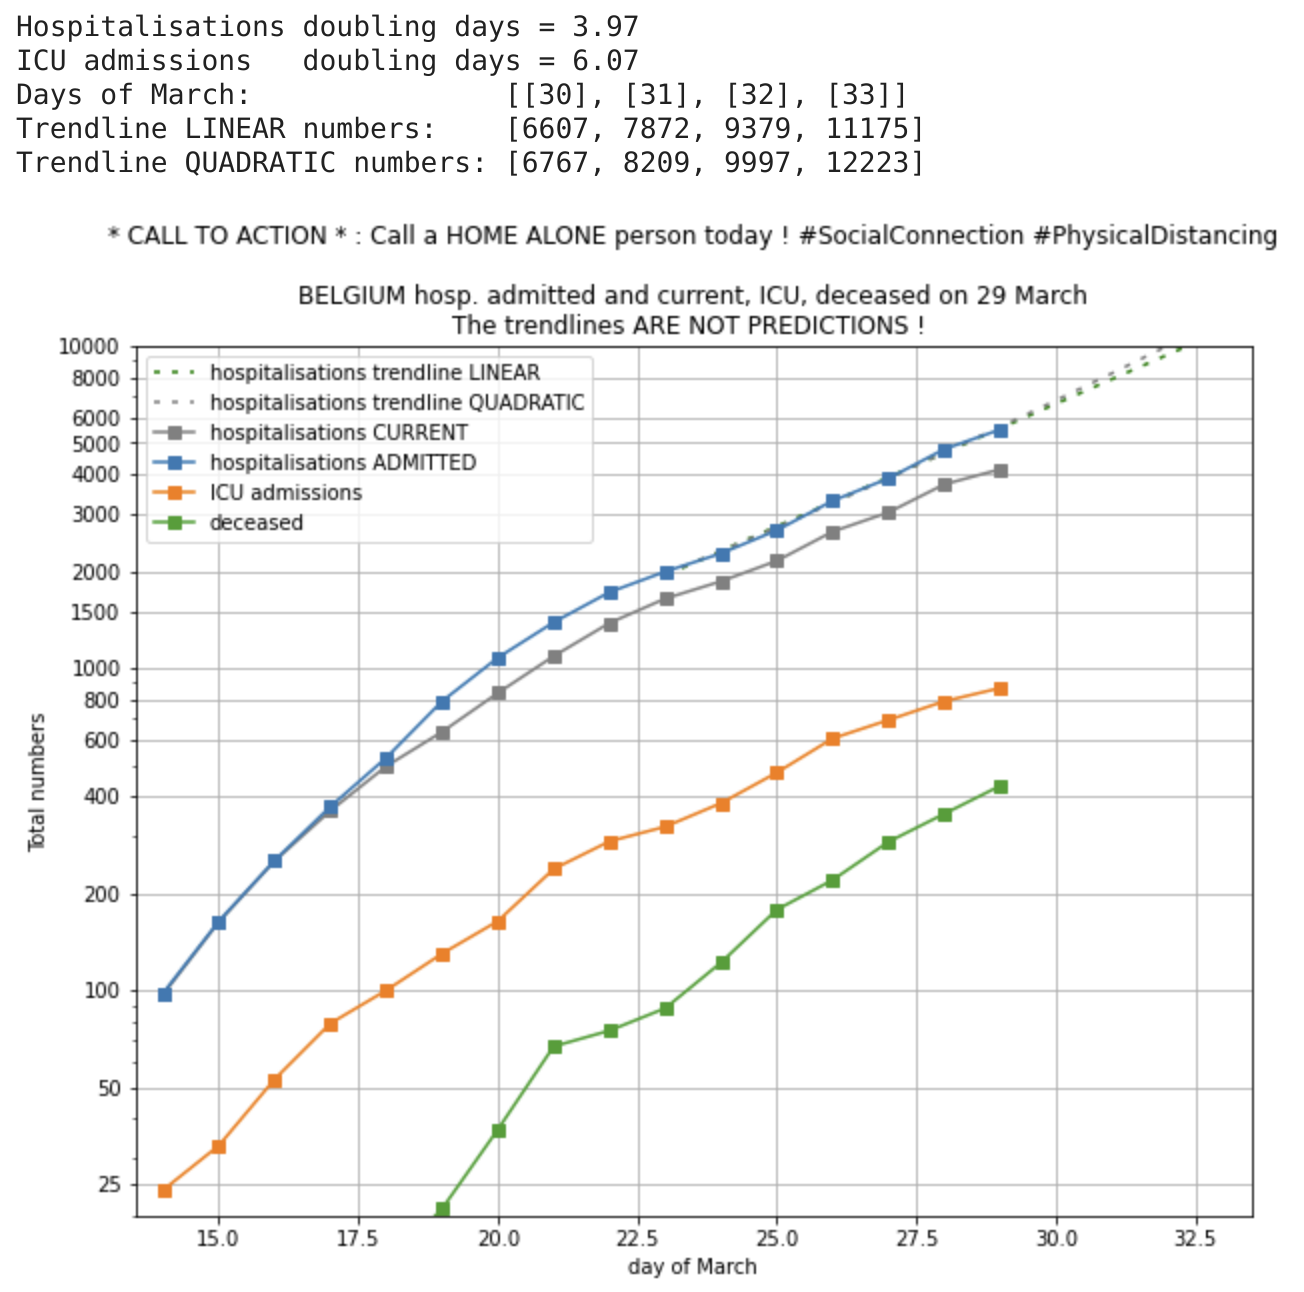 Hospitalisations doubling days = 3.97
ICU admissions   doubling days = 6.07
Days of March:               [[30], [31], [32], [33]]
Trendline LINEAR numbers:    [6607, 7872, 9379, 11175]
Trendline QUADRATIC numbers: [6767, 8209, 9997, 12223]
* CALL TO ACTION * : Call a HOME ALONE person today ! #SocialConnection #PhysicalDistancing
BELGIUM hosp. admitted and current, ICU, deceased on 29 March
The trendlines ARE NOT PREDICTIONS !
hospitalisations trendline LINEAR
hospitalisations trendline QUADRATIC
hospitalisations CURRENT
hospitalisations ADMITTED
ICU admissions
deceased
Total numbers
10000
8000
6000
5000
4000
3000
2000
1500
1000
800
600
400
200
100
50
25
15.0 17.5 20.0 22.5 25.0 27.5 30.0 32.5
day of March